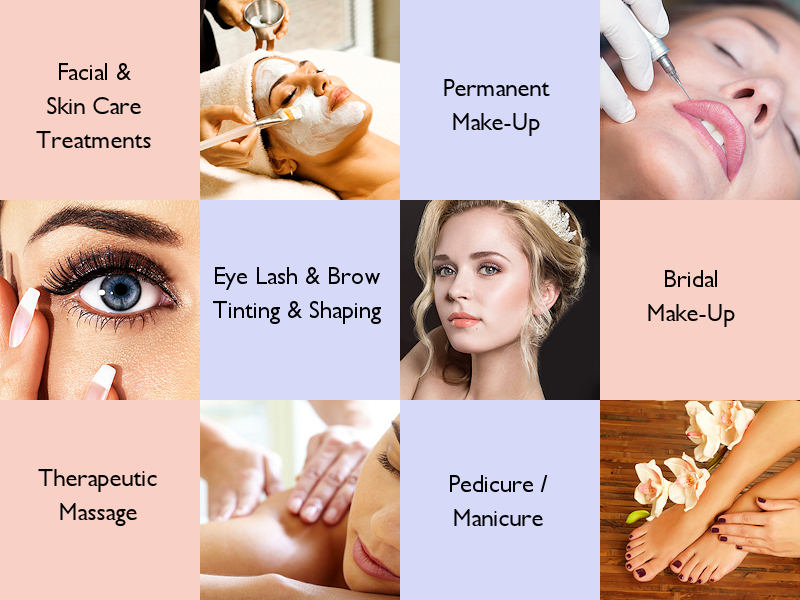 Facial &
Skin Care
Treatments
Permanent
Make-Up
Eye Lash & Brow
Tinting & Shaping
Bridal
Make-Up
Therapeutic
Massage
Pedicure /
Manicure